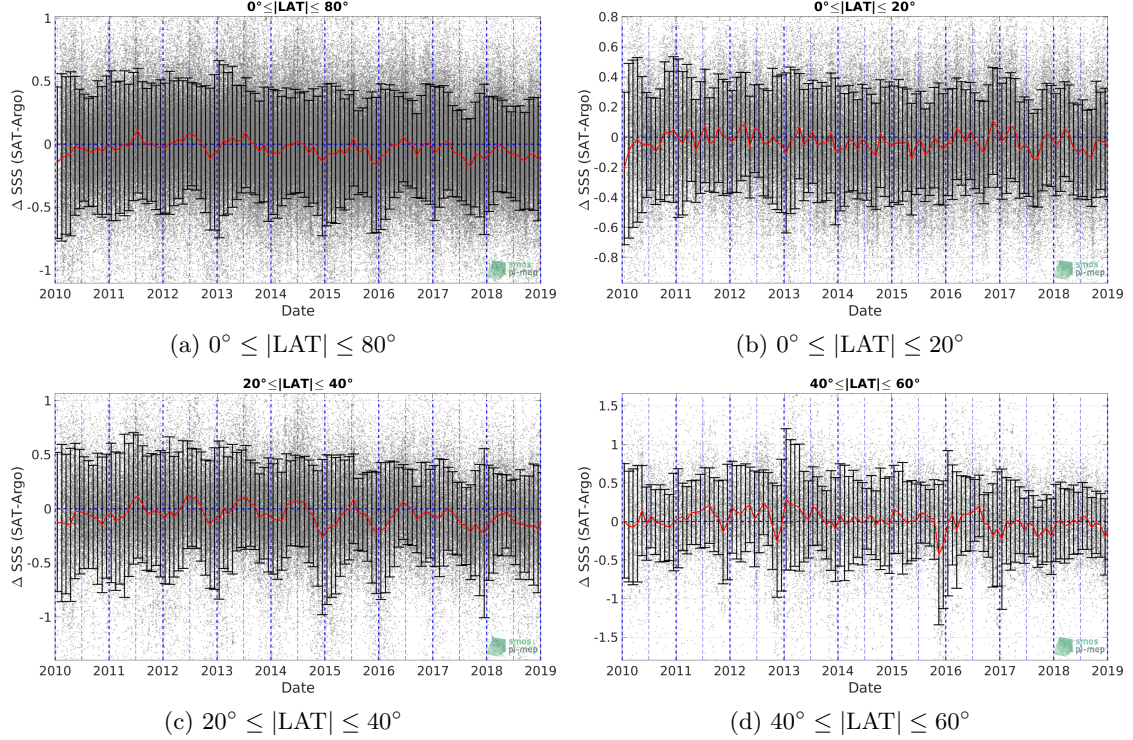 0°≤|LAT|≤ 80°
Δ SSS (SAT-Argo)
1
0.5
0
-0.5
-1
2010 2011 2012 2013 2014 2015 2016 2017 2018 2019
Date
smos
pi-mep
(a) 0° ≤ |LAT| ≤ 80°
0°≤|LAT|≤ 20°
Δ SSS (SAT-Argo)
0.8
0.6
0.4
0.2
0
-0.2
-0.4
-0.6
-0.8
2010 2011 2012 2013 2014 2015 2016 2017 2018 2019
Date
smos
pi-mep
(b) 0° ≤ |LAT| ≤ 20°
20°≤|LAT|≤ 40°
Δ SSS (SAT-Argo)
1
0.5
0
-0.5
-1
2010 2011 2012 2013 2014 2015 2016 2017 2018 2019
Date
smos
pi-mep
(c) 20° ≤ |LAT| ≤ 40°
40°≤|LAT|≤ 60°
Δ SSS (SAT-Argo)
1.5
1
0.5
0
-0.5
-1
-1.5
2010 2011 2012 2013 2014 2015 2016 2017 2018 2019
Date
smos
pi-mep
(d) 40° ≤ |LAT| ≤ 60°